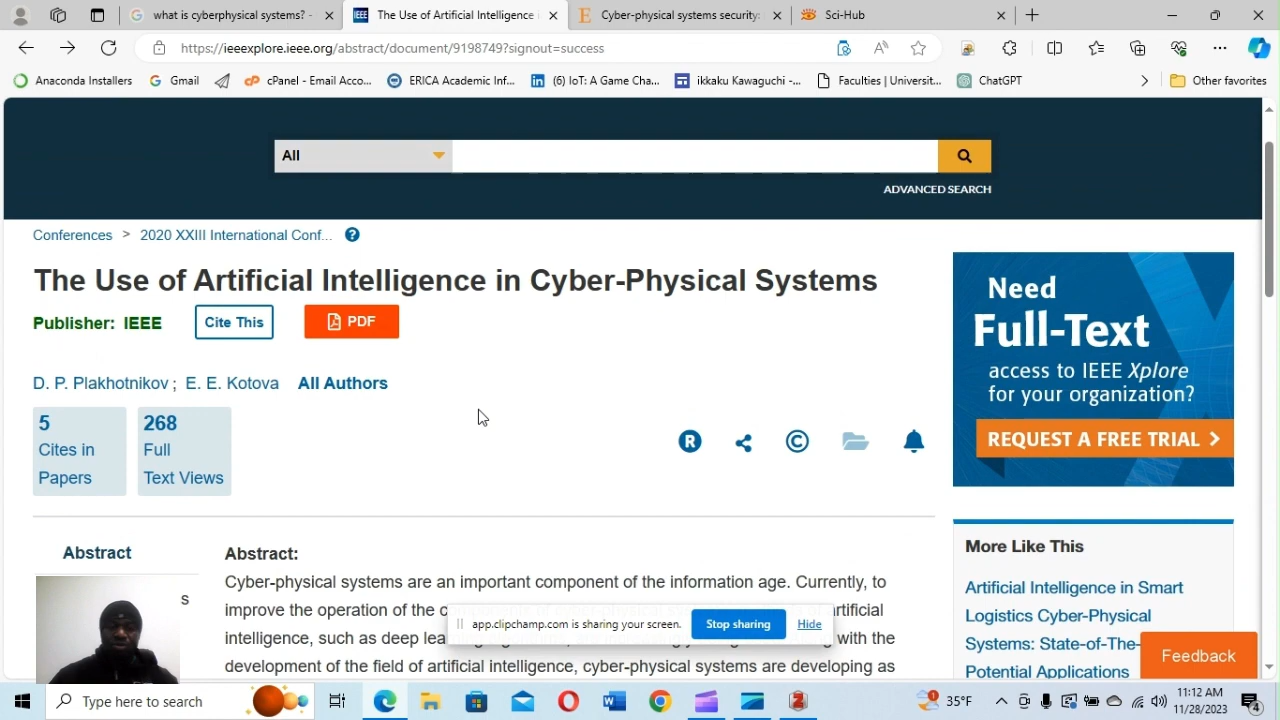 what is cyber-physical systems? -
The Use of Artificial Intelligence i
Cyber-physical systems security:
Sci-Hub
https://ieeexplore.ieee.org/abstract/document/9198749?signout=success
Anaconda Installers
Gmail
cPanel - Email Acco...
ERICA Academic Inf...
(6) IoT: A Game Cha...
ikkaku Kawaguchi -...
Faculties | Universit...
ChatGPT
Other favorites
All
ADVANCED SEARCH
Conferences > 2020 XXIII International Conf...
The Use of Artificial Intelligence in Cyber-Physical Systems
Publisher: IEEE
Cite This
PDF
D. P. Plakhotnikov ; E. E. Kotova All Authors
5
Cites in
Papers
268
Full
Text Views
R
©
Need
Full-Text
access to IEEE Xplore
for your organization?
REQUEST A FREE TRIAL >
Abstract
s
Abstract:
Cyber-physical systems are an important component of the information age. Currently, to
improve the operation of the artificial
intelligence, such as deep with the
development of the field of artificial intelligence, cyber-physical systems are developing as
app.clipchamp.com is sharing your screen.
Stop sharing
Hide
More Like This
Artificial Intelligence in Smart
Logistics Cyber-Physical
Systems: State-of-The-
Potential Applications
Feedback
Type here to search
35°F
11:12 AM
11/28/2023
4